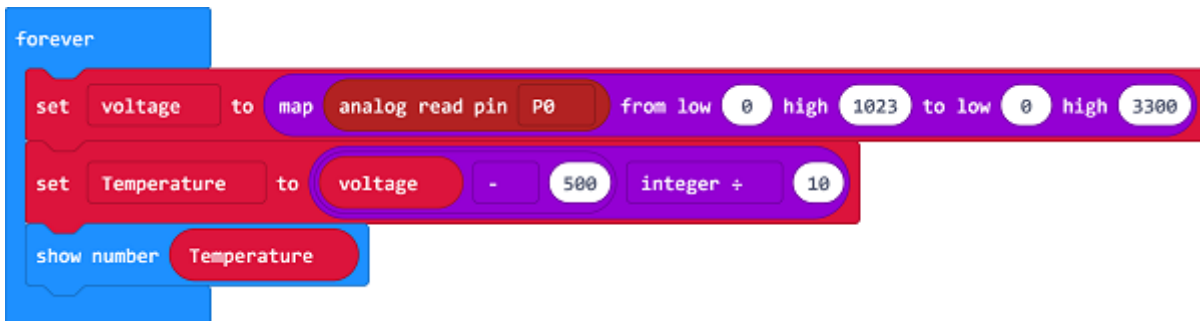 forever
set voltage to map analog read pin P0 from low 0 high 1023 to low 0 high 3300
set Temperature to voltage - 500 integer ÷ 10
show number Temperature